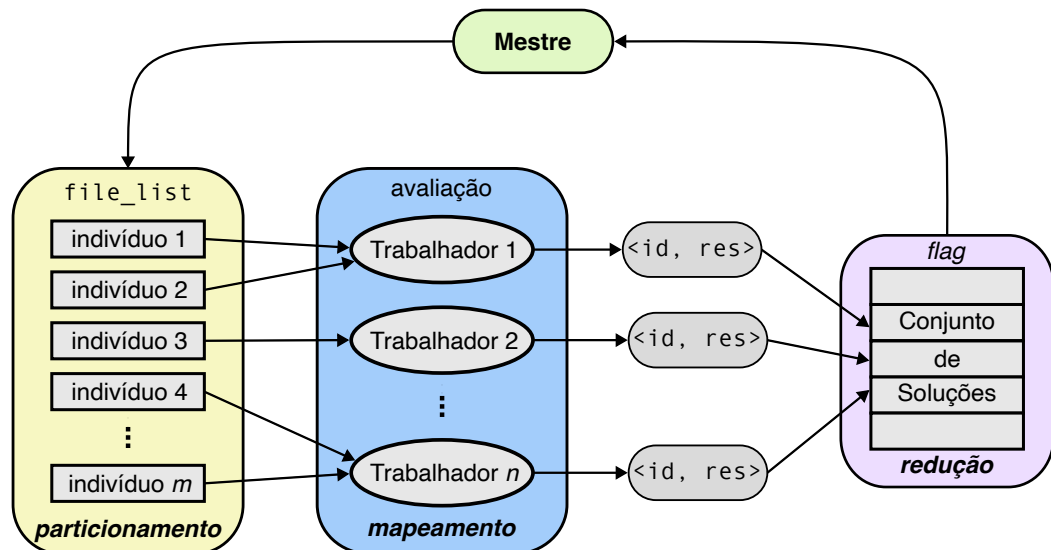 Mestre
file_list
indivíduo 1
indivíduo 2
indivíduo 3
indivíduo 4
⋮
indivíduo m
particionamento
avaliação
Trabalhador 1
Trabalhador 2
⋮
Trabalhador n
mapeamento
<id, res>
<id, res>
<id, res>
flag
Conjunto
de
Soluções
redução